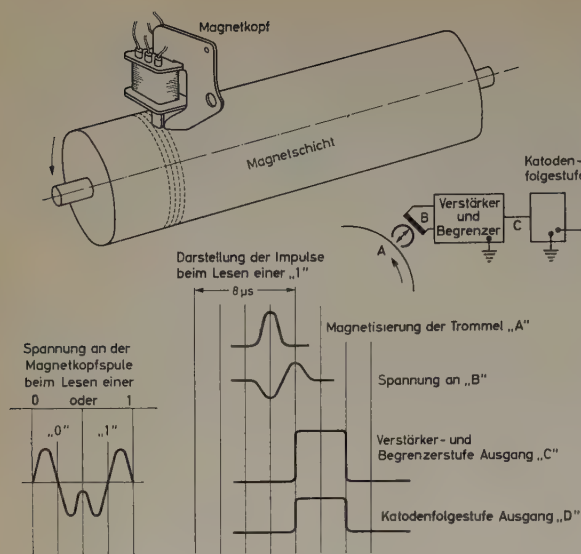 Magnetkopf
Magnetschicht
Katoden-
folgestufe
A
B
Verstärker
und
Begrenzer
C
Darstellung der Impulse
beim Lesen einer „1"
8 µs
Magnetisierung der Trommel „A"
Spannung an der
Magnetkopfspule
beim Lesen einer
0 oder 1
„0" „1"
Spannung an „B"
Verstärker- und
Begrenzerstufe Ausgang „C"
Katodenfolgestufe Ausgang „D"